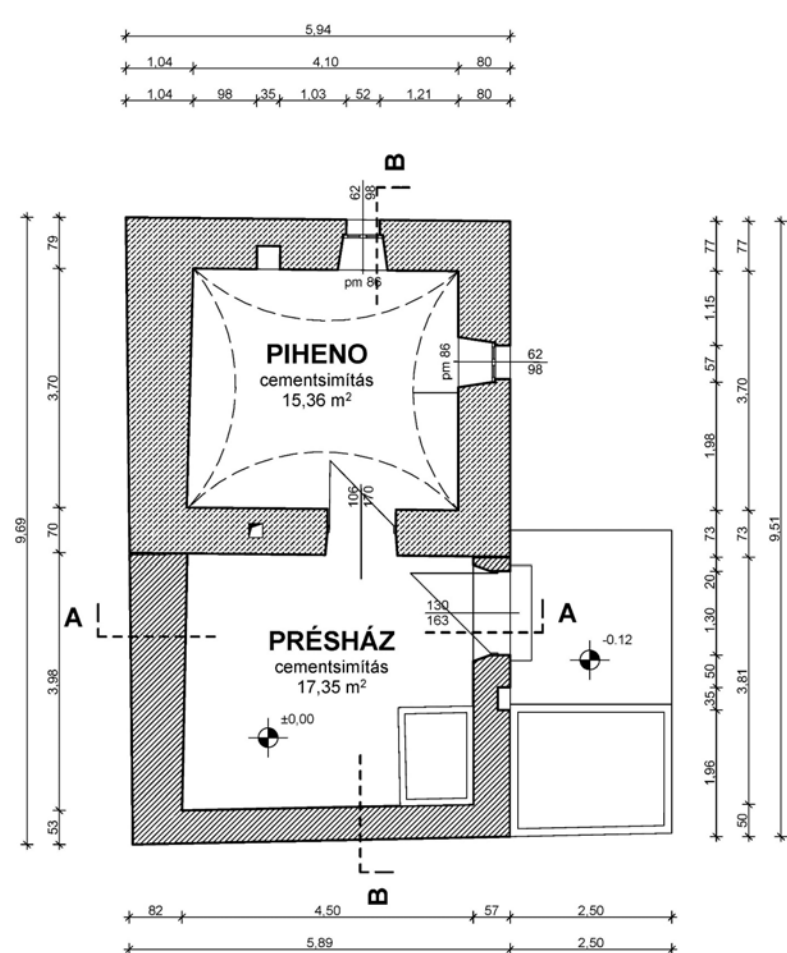 5,94
1,04 4,10 80
1,04 98 35 1,03 52 1,21 80
B
62
98
pm 86
PIHENO
cementsimítás
15,36 m²
pm 86
62
98
106
170
A
130
163
A
PRÉSHÁZ
cementsimítás
17,35 m²
-0.12
±0,00
B
79
3,70
70
3,98
53
9,69
77
1,15
57
1,98
73
20
1,30
50
35
1,96
77
3,70
73
3,81
50
9,51
82 4,50 57 2,50
5,89 2,50